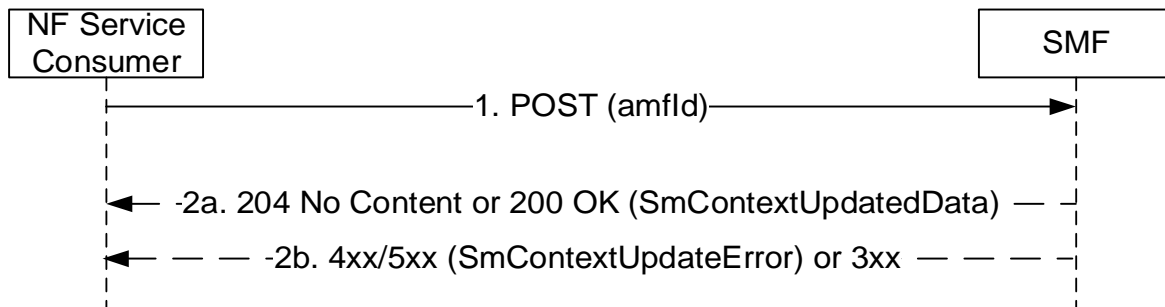 NF Service
Consumer
SMF
1. POST (amfId)
2a. 204 No Content or 200 OK (SmContextUpdatedData)
2b. 4xx/5xx (SmContextUpdateError) or 3xx